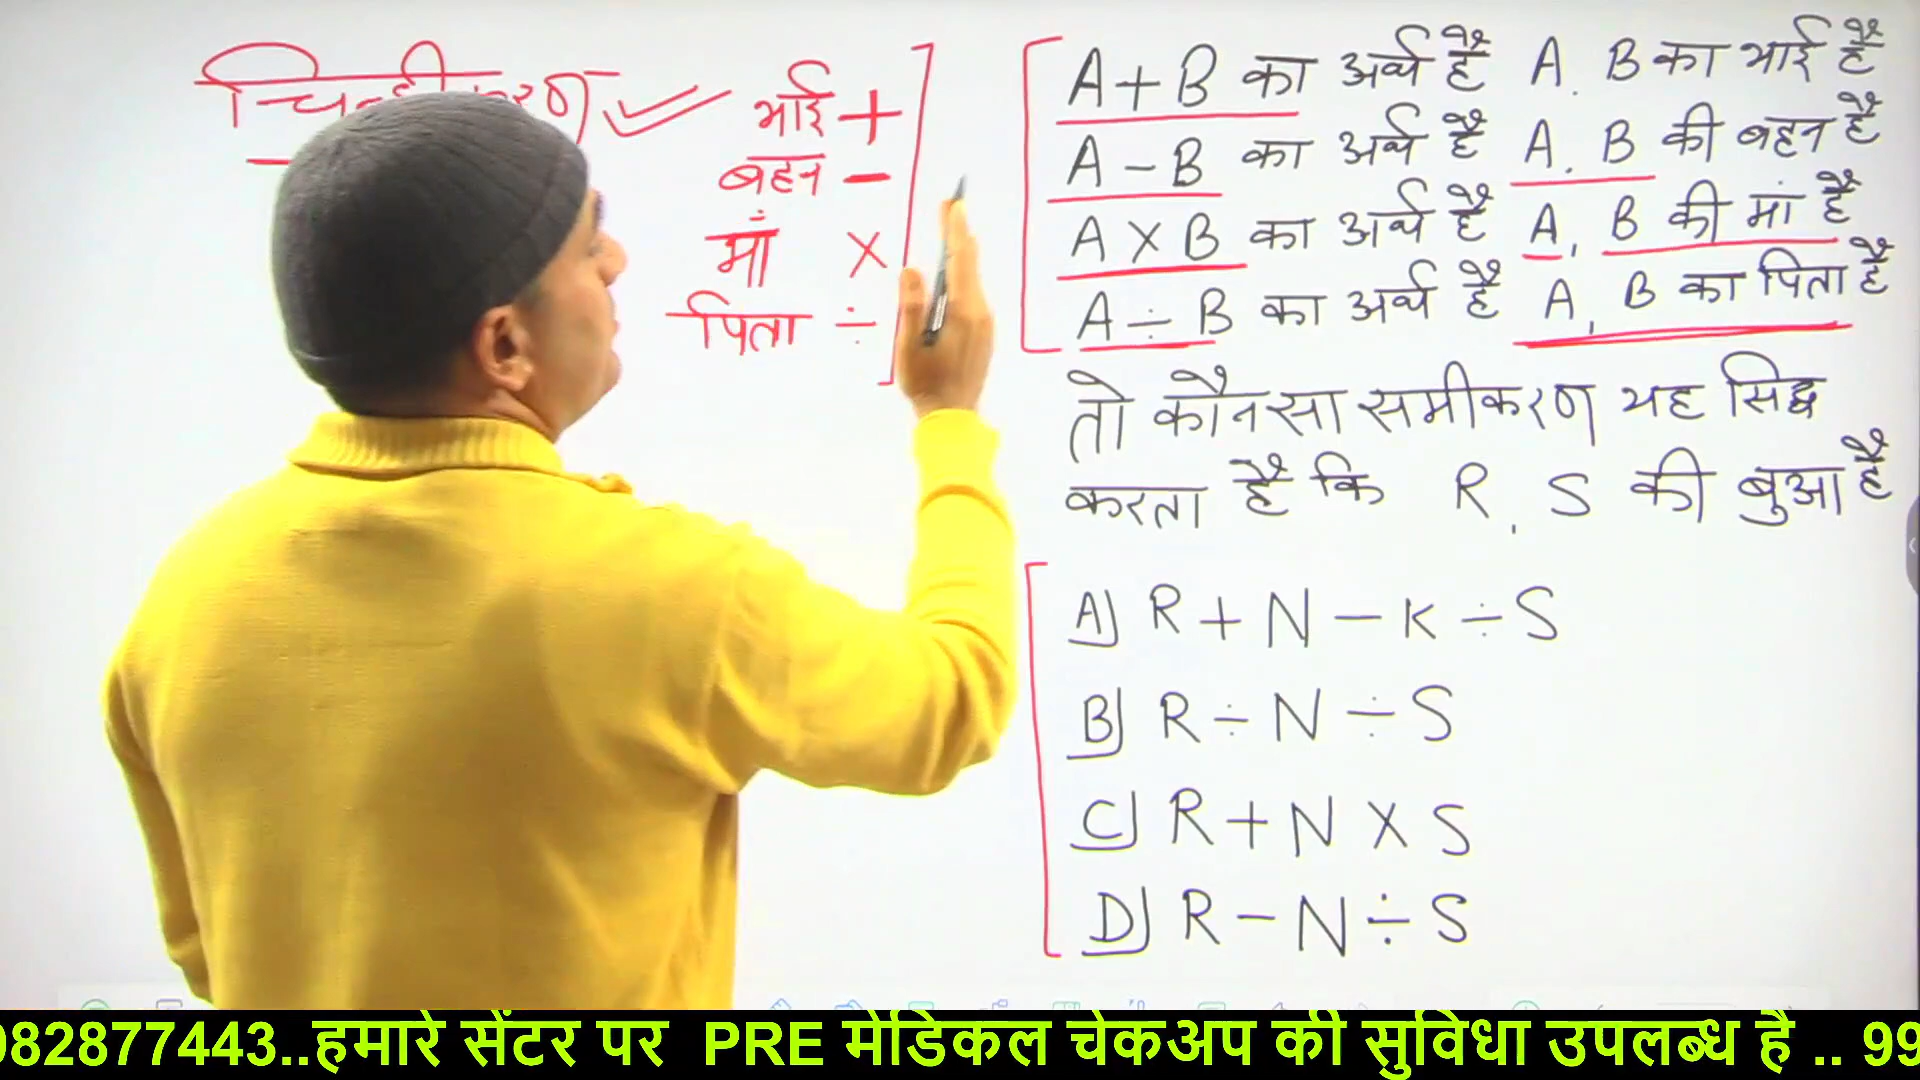 भाई +
बहन -
मां ×
पिता ÷
A + B का अर्थ है A, B का भाई है
A - B का अर्थ है A, B की बहन है
A × B का अर्थ है A, B की मां है
A ÷ B का अर्थ है A, B का पिता है
तो कौनसा समीकरण यह सिद्ध
करता है कि R, S की बुआ है
A) R + N - K ÷ S
B) R ÷ N ÷ S
C) R + N × S
D) R - N ÷ S
082877443..हमारे सेंटर पर PRE मेडिकल चेकअप की सुविधा उपलब्ध है .. 99